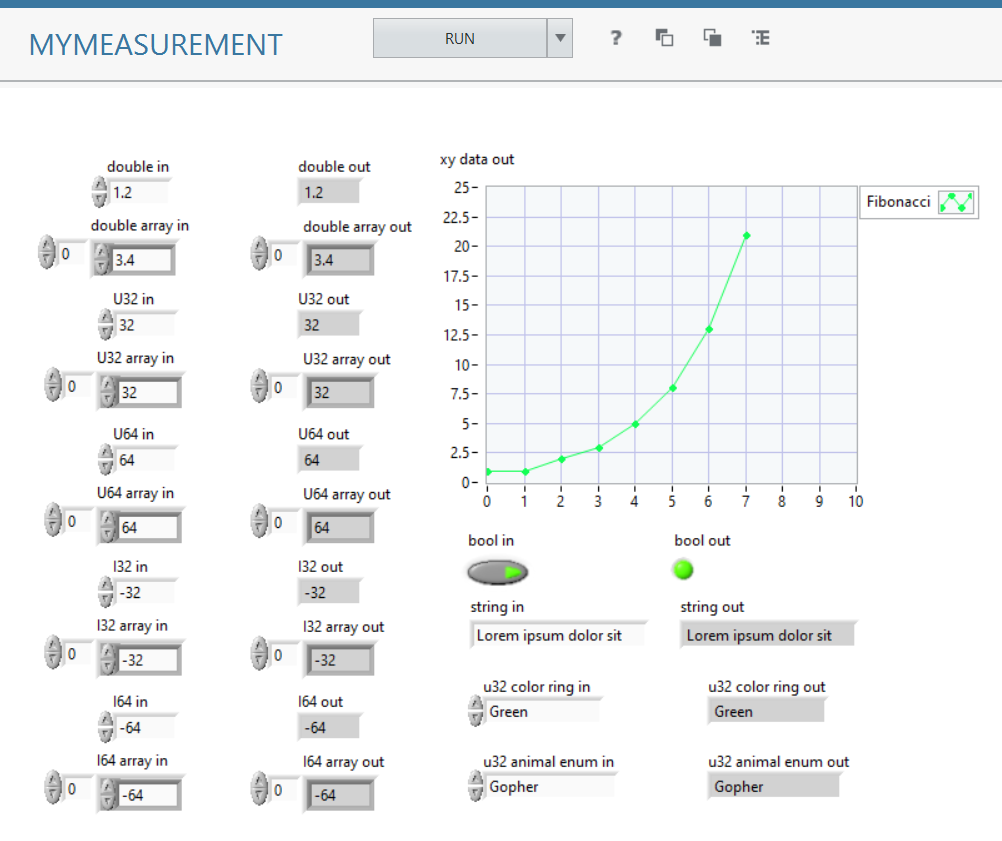 MYMEASUREMENT
RUN
?
double in
1.2
double out
1.2
double array in
0
3.4
double array out
0
3.4
U32 in
32
U32 out
32
U32 array in
0
32
U32 array out
0
32
U64 in
64
U64 out
64
U64 array in
0
64
U64 array out
0
64
I32 in
-32
I32 out
-32
I32 array in
0
-32
I32 array out
0
-32
I64 in
-64
I64 out
-64
I64 array in
0
-64
I64 array out
0
-64
xy data out
Fibonacci
25
22.5
20
17.5
15
12.5
10
7.5
5
2.5
0
0 1 2 3 4 5 6 7 8 9 10
bool in
bool out
string in
Lorem ipsum dolor sit
string out
Lorem ipsum dolor sit
u32 color ring in
Green
u32 color ring out
Green
u32 animal enum in
Gopher
u32 animal enum out
Gopher